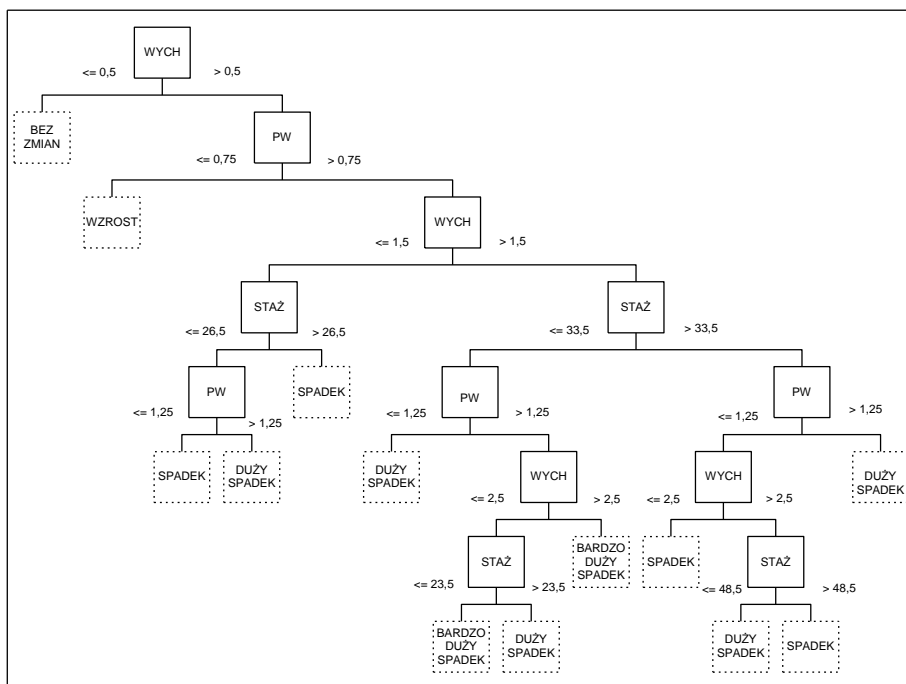 WYCH
<= 0,5
> 0,5
BEZ
ZMIAN
PW
<= 0,75
> 0,75
WZROST
WYCH
<= 1,5
> 1,5
STAŻ
STAŻ
<= 26,5
> 26,5
<= 33,5
> 33,5
PW
SPADEK
PW
PW
<= 1,25
> 1,25
<= 1,25
> 1,25
<= 1,25
> 1,25
SPADEK
DUŻY
SPADEK
DUŻY
SPADEK
WYCH
WYCH
DUŻY
SPADEK
<= 2,5
> 2,5
<= 2,5
> 2,5
STAŻ
BARDZO
DUŻY
SPADEK
SPADEK
STAŻ
<= 23,5
> 23,5
<= 48,5
> 48,5
BARDZO
DUŻY
SPADEK
DUŻY
SPADEK
DUŻY
SPADEK
SPADEK